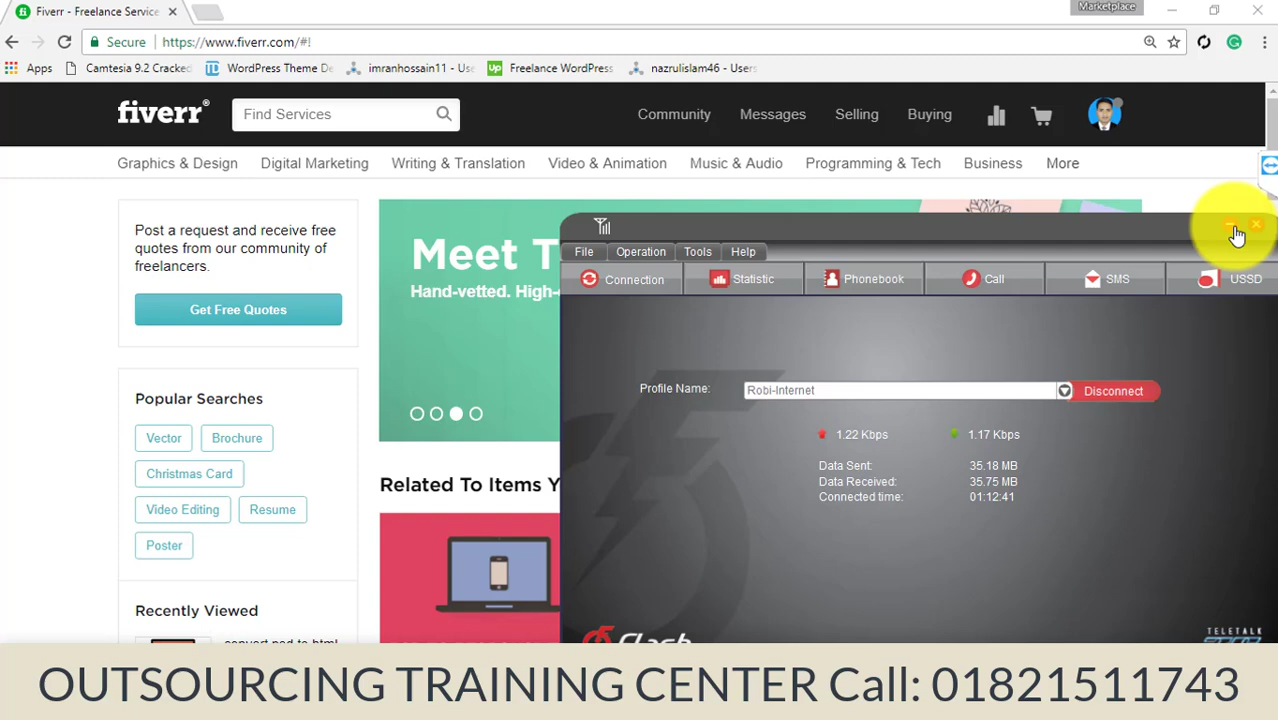 Fiverr - Freelance Service
Marketplace
Secure https://www.fiverr.com/#!
Apps Camtesia 9.2 Cracked WordPress Theme De imranhossain11 - Use Up Freelance WordPress nazrulislam46 - Users
fiverr® Find Services Community Messages Selling Buying
Graphics & Design Digital Marketing Writing & Translation Video & Animation Music & Audio Programming & Tech Business More
Post a request and receive free
quotes from our community of
freelancers.
Get Free Quotes
Popular Searches
Vector Brochure
Christmas Card
Video Editing Resume
Poster
Recently Viewed
convert psd to html
Meet T
Hand-vetted. High-
Related To Items Y
File Operation Tools Help
Connection Statistic Phonebook Call SMS USSD
Profile Name: Robi-Internet Disconnect
1.22 Kbps 1.17 Kbps
Data Sent: 35.18 MB
Data Received: 35.75 MB
Connected time: 01:12:41
Flash
TELETALK
OUTSOURCING TRAINING CENTER Call: 01821511743